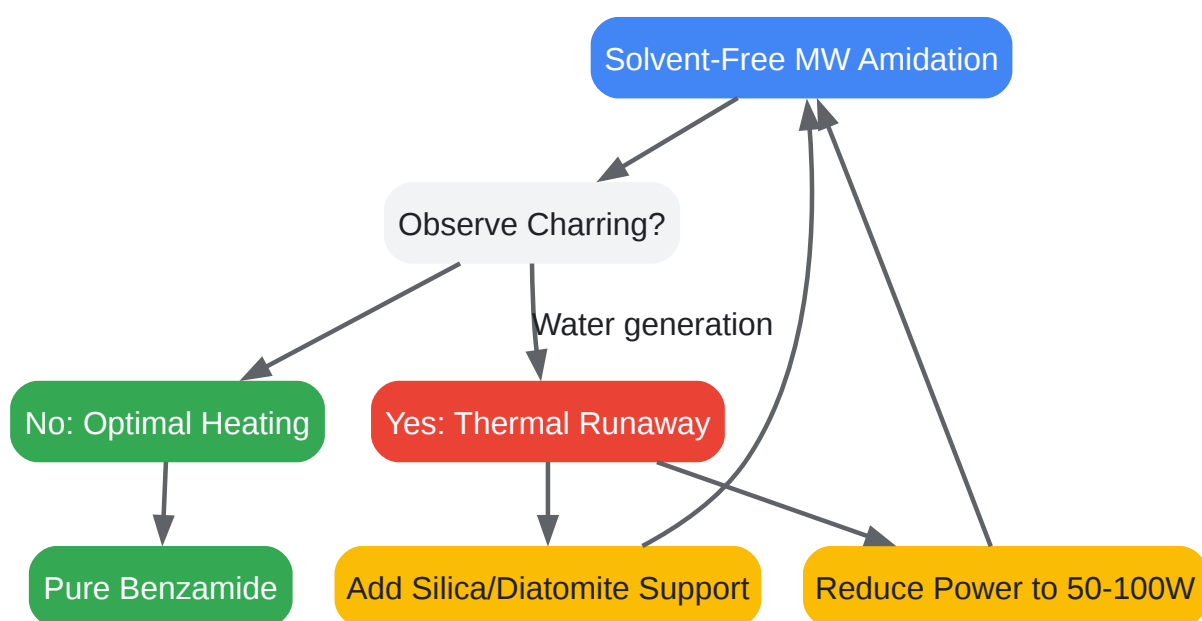 Solvent-Free MW Amidation
Observe Charring?
Water generation
No: Optimal Heating
Yes: Thermal Runaway
Pure Benzamide
Add Silica/Diatomite Support
Reduce Power to 50-100W